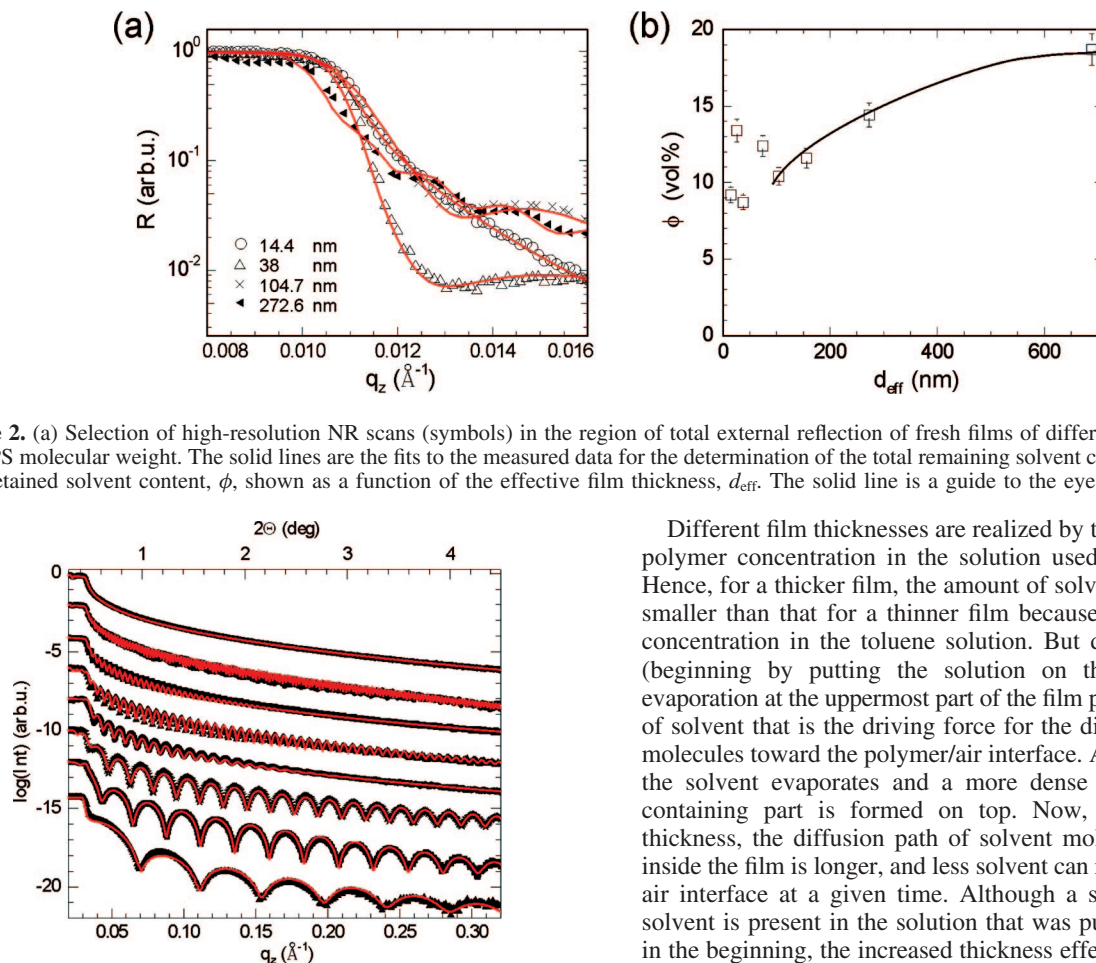 (a)
(b)
10⁰
10⁻¹
10⁻²
R (arb.u.)
14.4 nm
38 nm
104.7 nm
272.6 nm
0.008 0.010 0.012 0.014 0.016
q_z (Å⁻¹)
20
15
10
5
0
ϕ (vol%)
0 200 400 600
d_eff (nm)
2. (a) Selection of high-resolution NR scans (symbols) in the region of total external reflection of fresh films of differ
PS molecular weight. The solid lines are the fits to the measured data for the determination of the total remaining solvent c
etained solvent content, ϕ, shown as a function of the effective film thickness, d_eff. The solid line is a guide to the eye
2Θ (deg)
1 2 3 4
0
-5
-10
-15
-20
log(Int) (arb.u.)
0.05 0.10 0.15 0.20 0.25 0.30
q_z(Å⁻¹)
Different film thicknesses are realized by t
polymer concentration in the solution used
Hence, for a thicker film, the amount of solv
smaller than that for a thinner film because
concentration in the toluene solution. But d
(beginning by putting the solution on th
evaporation at the uppermost part of the film p
of solvent that is the driving force for the di
molecules toward the polymer/air interface. A
the solvent evaporates and a more dense
containing part is formed on top. Now,
thickness, the diffusion path of solvent mol
inside the film is longer, and less solvent can
air interface at a given time. Although a s
solvent is present in the solution that was pu
in the beginning, the increased thickness effe